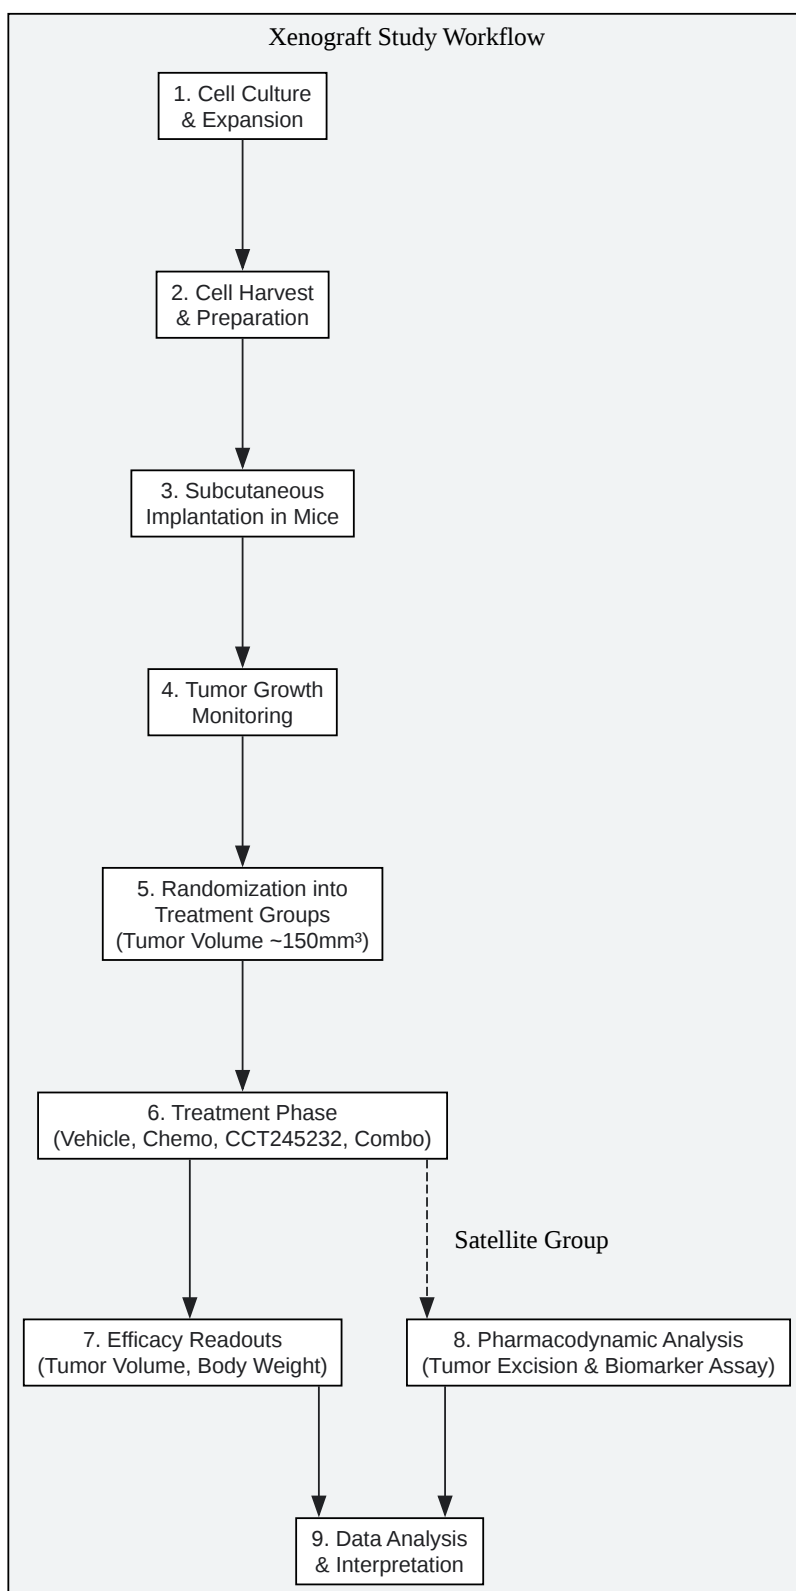 Xenograft Study Workflow
1. Cell Culture
& Expansion
2. Cell Harvest
& Preparation
3. Subcutaneous
Implantation in Mice
4. Tumor Growth
Monitoring
5. Randomization into
Treatment Groups
(Tumor Volume ~150mm³)
6. Treatment Phase
(Vehicle, Chemo, CCT245232, Combo)
Satellite Group
7. Efficacy Readouts
(Tumor Volume, Body Weight)
8. Pharmacodynamic Analysis
(Tumor Excision & Biomarker Assay)
9. Data Analysis
& Interpretation